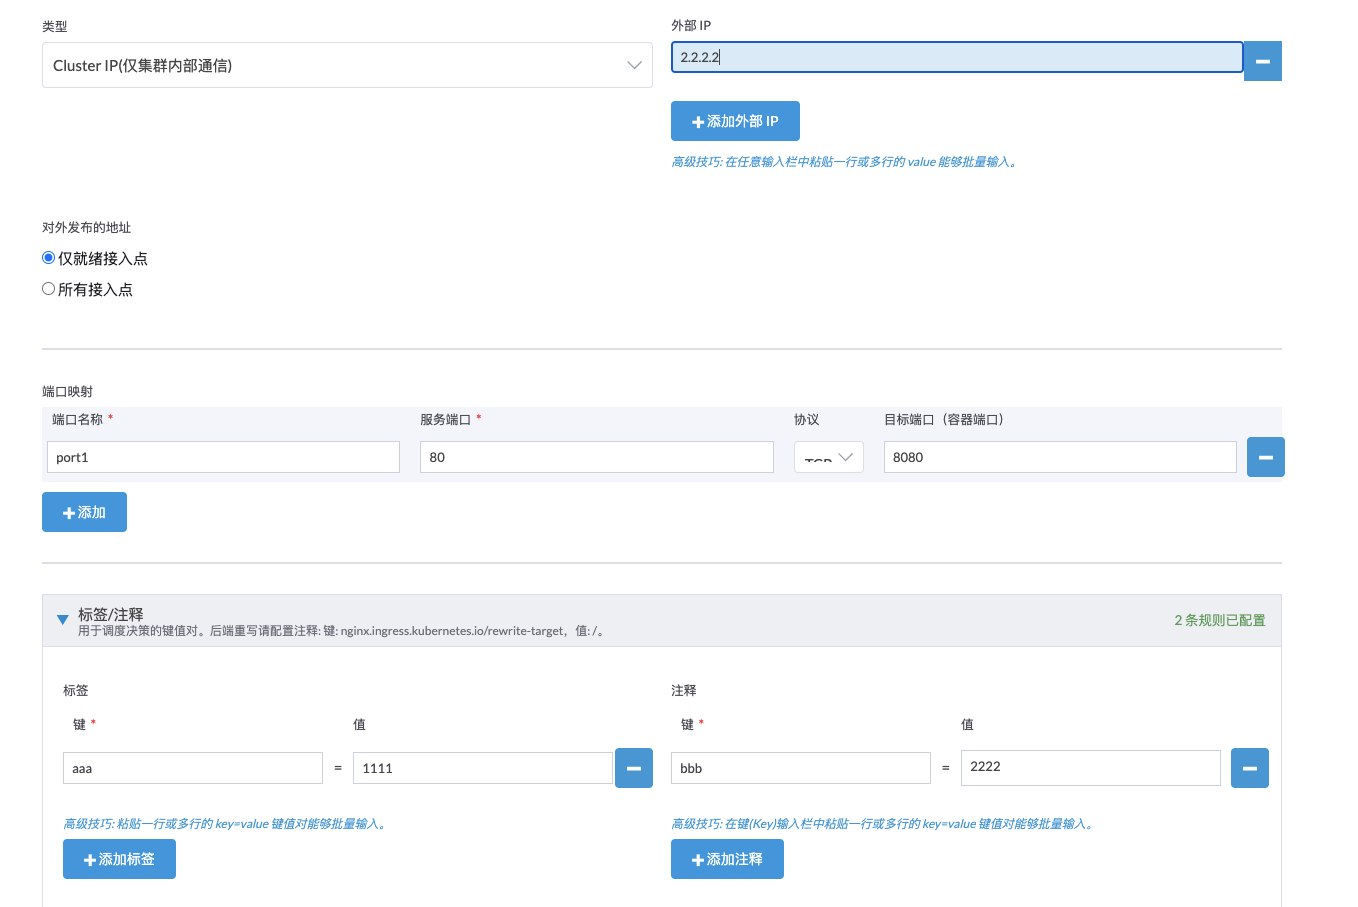 类型
Cluster IP(仅集群内部通信)
外部 IP
2.2.2.2
添加外部 IP
高级技巧: 在任意输入栏中粘贴一行或多行的 value 能够批量输入。
对外发布的地址
仅就绪接入点
所有接入点
端口映射
端口名称 * 服务端口 * 协议 目标端口（容器端口）
port1 80 TCP 8080
添加
标签/注释
用于调度决策的键值对。后端重写请配置注释: 键: nginx.ingress.kubernetes.io/rewrite-target，值: /。
2 条规则已配置
标签
键 * 值
aaa = 1111
高级技巧: 粘贴一行或多行的 key=value 键值对能够批量输入。
添加标签
注释
键 * 值
bbb = 2222
高级技巧: 在键(Key)输入栏中粘贴一行或多行的 key=value 键值对能够批量输入。
添加注释